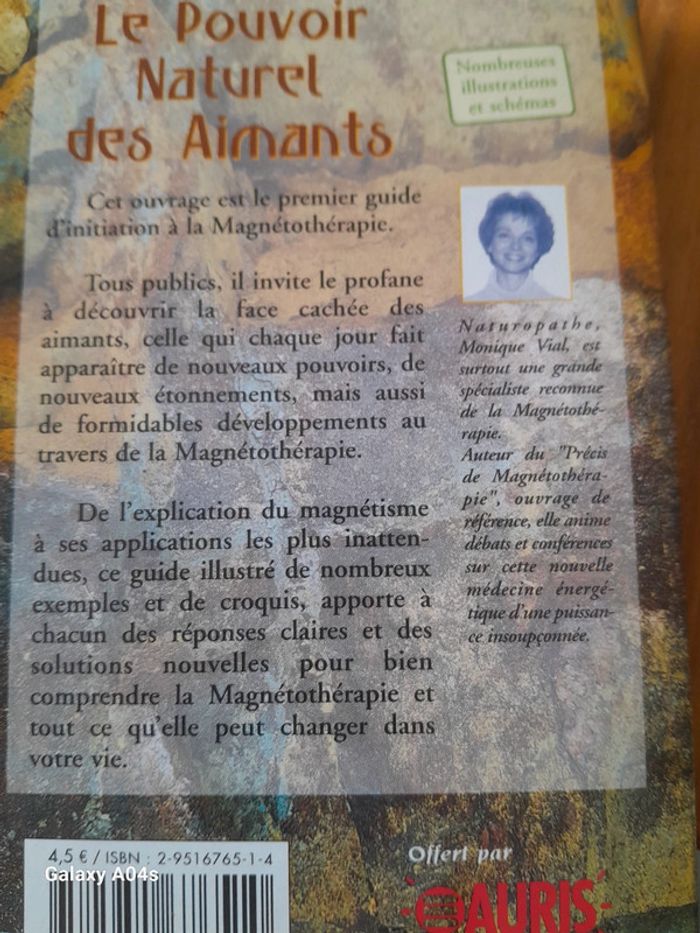 Le Pouvoir
Naturel
des Aimants
Nombreuses
illustrations
et schémas
Cet ouvrage est le premier guide
d'initiation à la Magnétothérapie.
Tous publics, il invite le profane
à découvrir la face cachée des
aimants, celle qui chaque jour fait
apparaître de nouveaux pouvoirs, de
nouveaux étonnements, mais aussi
de formidables développements au
travers de la Magnétothérapie.
De l'explication du magnétisme
à ses applications les plus inatten-
dues, ce guide illustré de nombreux
exemples et de croquis, apporte à
chacun des réponses claires et des
solutions nouvelles pour bien
comprendre la Magnétothérapie et
tout ce qu'elle peut changer dans
votre vie.
Naturopathe,
Monique Vial, est
surtout une grande
spécialiste reconnue
de la Magnétothé-
rapie.
Auteur du "Précis
de Magnétothéra-
pie", ouvrage de
référence, elle anime
débats et conférences
sur cette nouvelle
médecine énergé-
tique d'une puissan-
ce insoupçonnée.
4,5 € / ISBN : 2-9516765-1-4
Galaxy A04s
Offert par
AURIS